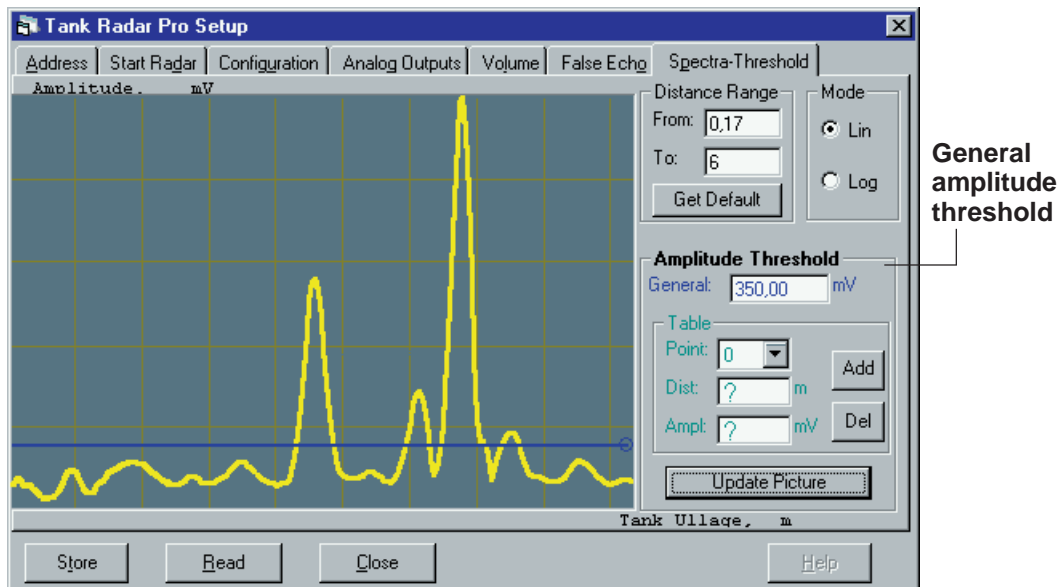 Tank Radar Pro Setup
Address Start Radar Configuration Analog Outputs Volume False Echo Spectra-Threshold
Amplitude, mV
Distance Range
From: 0,17
To: 6
Get Default
Mode
Lin
Log
General
amplitude
threshold
Amplitude Threshold
General: 350,00 mV
Table
Point: 0
Dist: ? m
Ampl: ? mV
Add
Del
Update Picture
Tank Ullage, m
Store Read Close Help